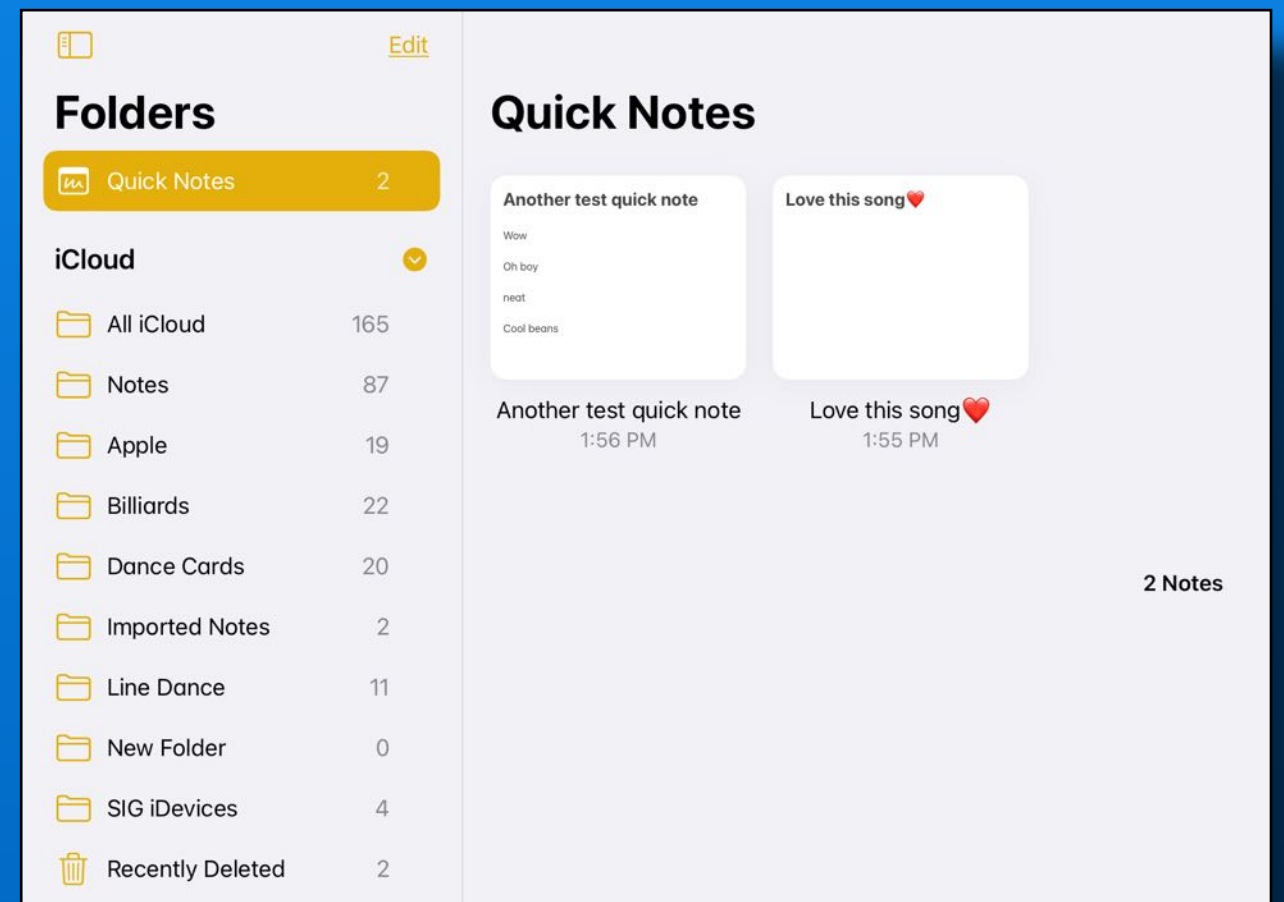 Edit
Folders
Quick Notes 2
iCloud
All iCloud 165
Notes 87
Apple 19
Billiards 22
Dance Cards 20
Imported Notes 2
Line Dance 11
New Folder 0
SIG iDevices 4
Recently Deleted 2
Quick Notes
Another test quick note
Wow
Oh boy
neat
Cool beans
Another test quick note
1:56 PM
Love this song❤️
Love this song❤️
1:55 PM
2 Notes